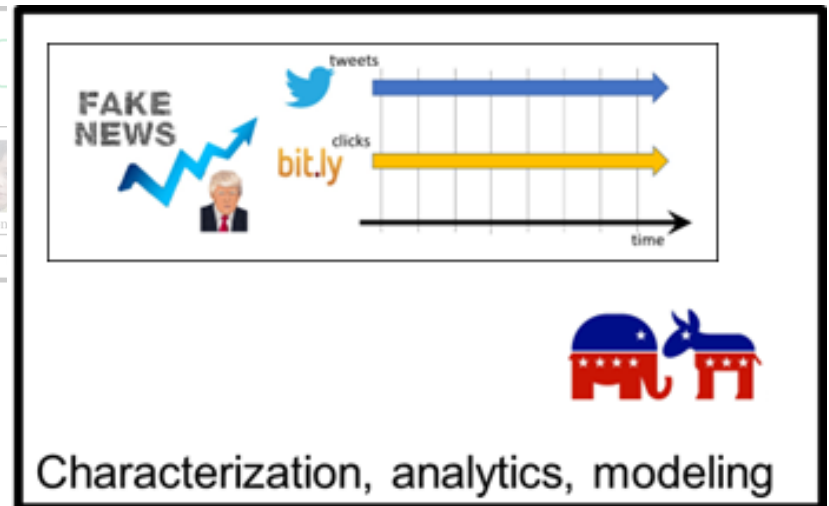 tweets
FAKE
NEWS
clicks
bit.ly
time
Characterization, analytics, modeling